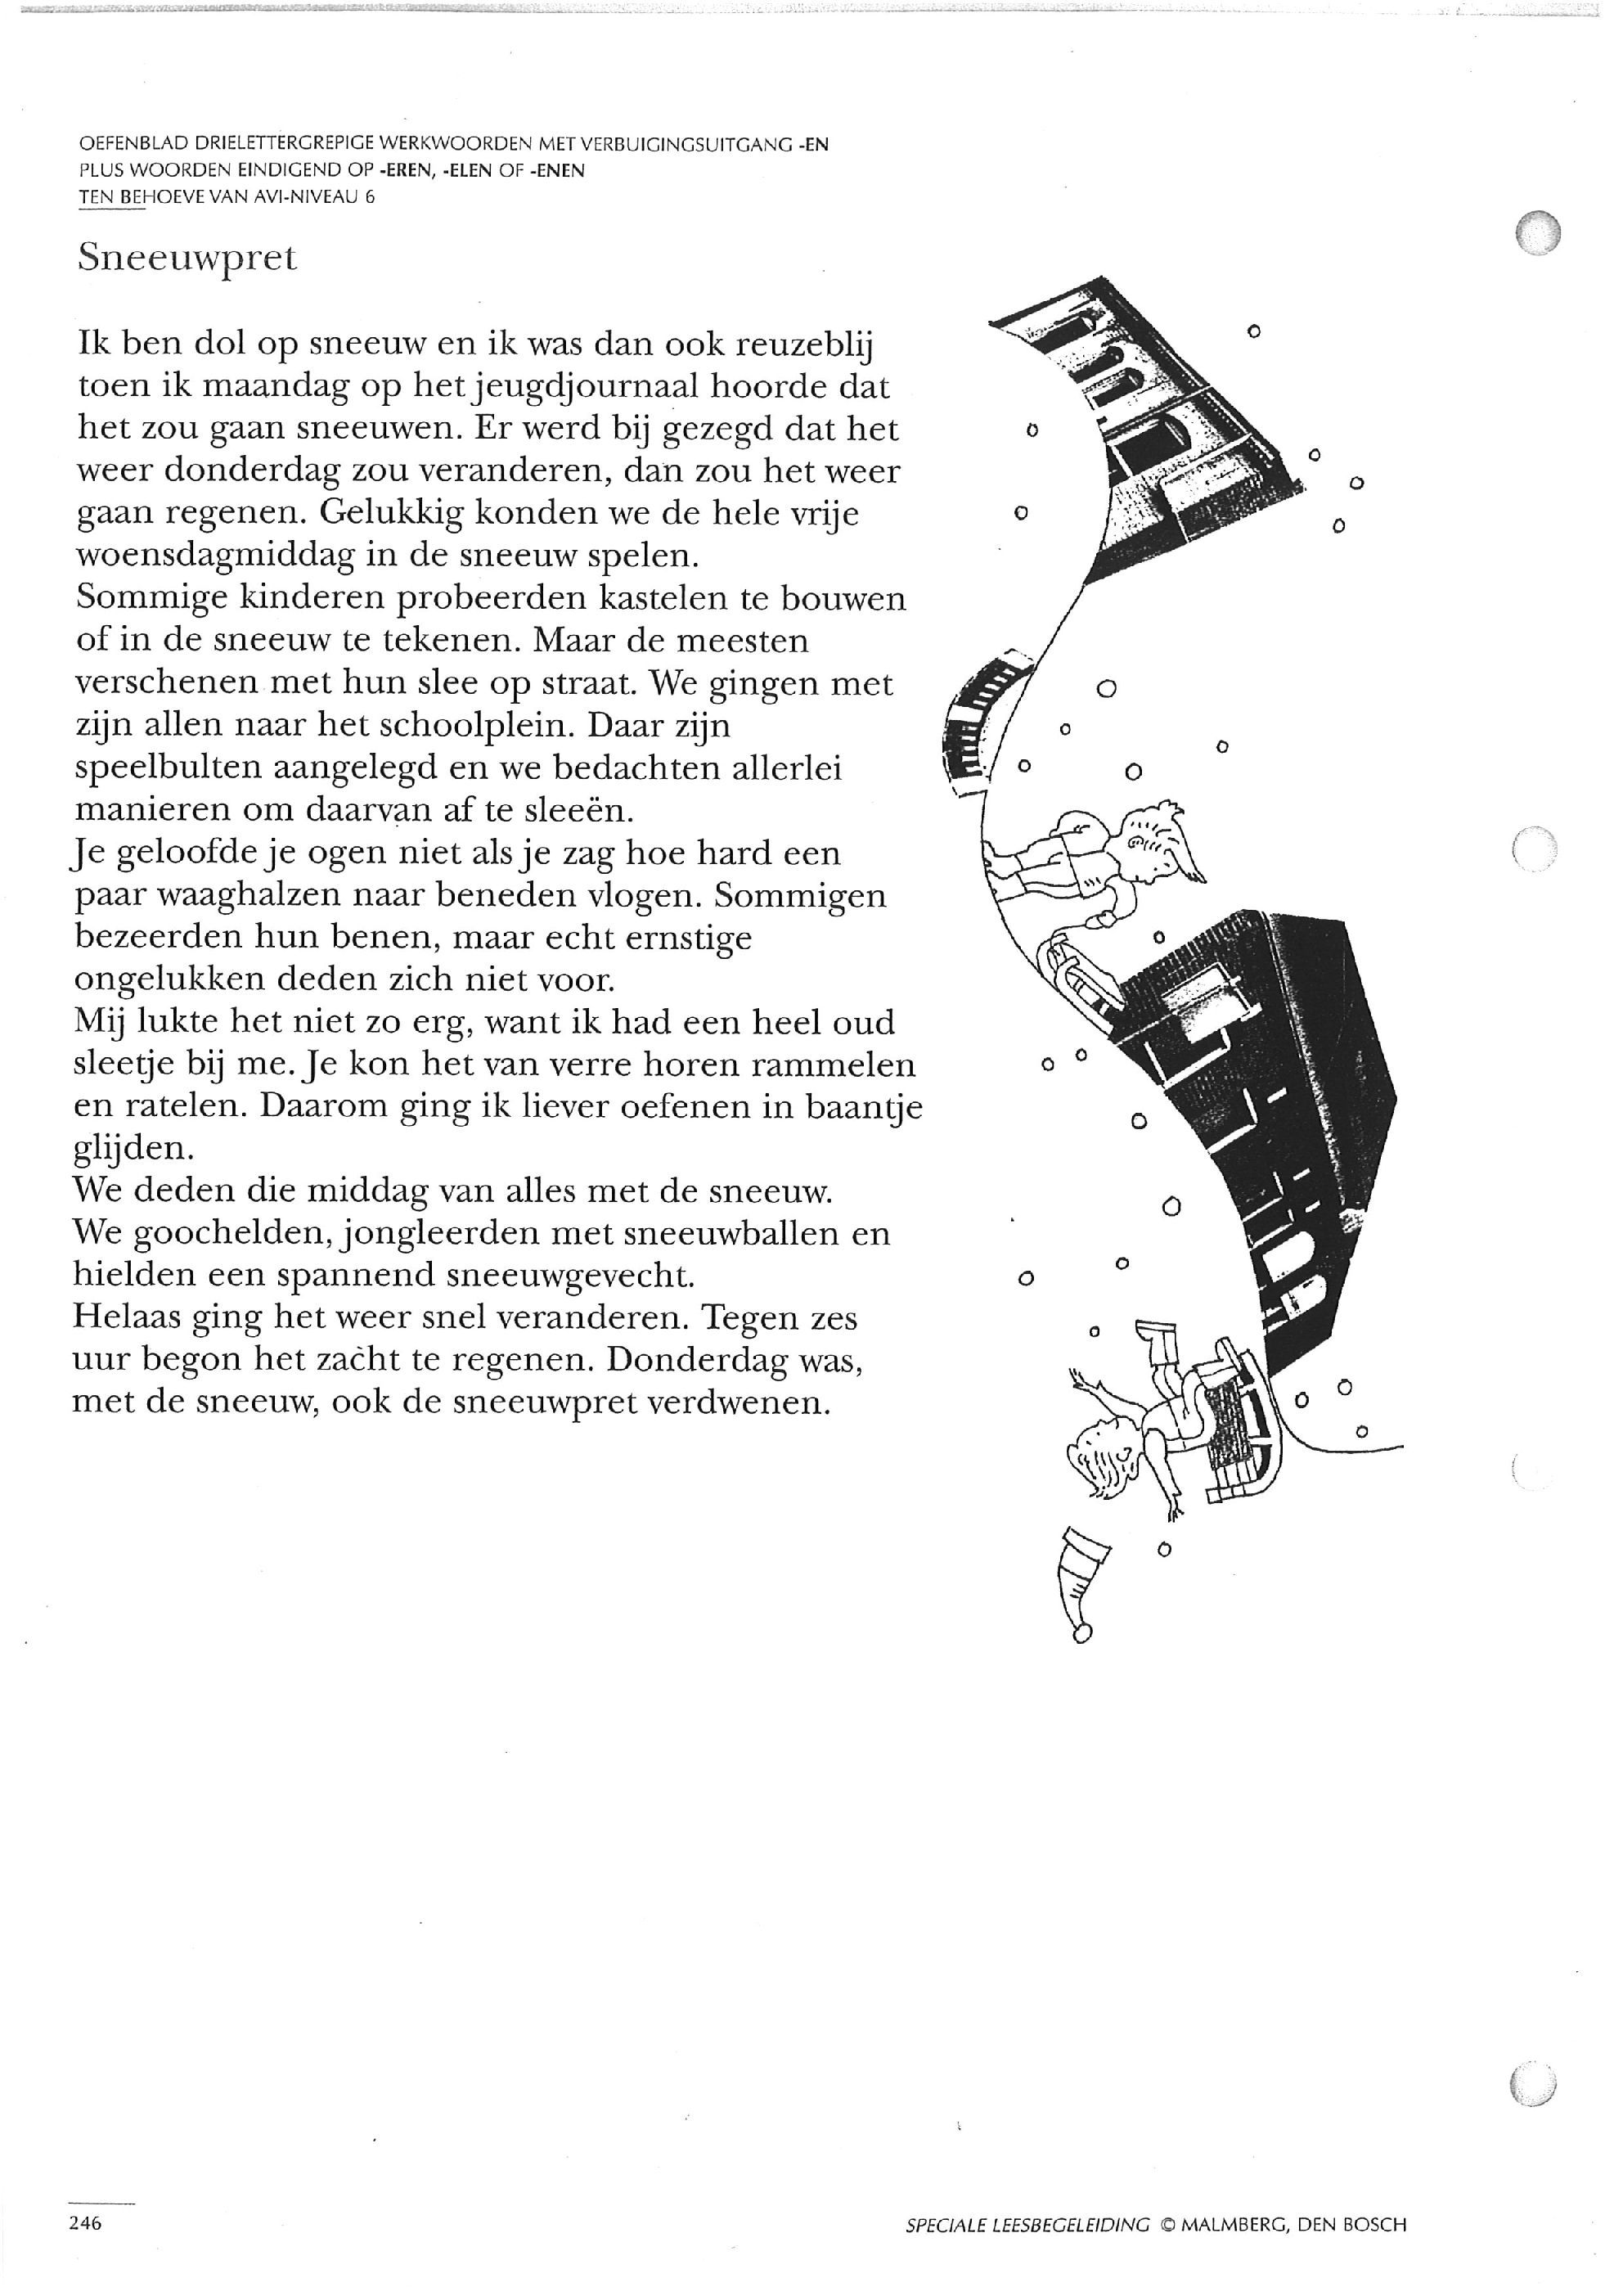 OEFENBLAD DRIELETTERGREPIGE WERKWOORDEN MET VERBUIGINGSUITGANG -EN
PLUS WOORDEN EINDIGEND OP -EREN, -ELEN OF -ENEN
TEN BEHOEVE VAN AVI-NIVEAU 6
Sneeuwpret
Ik ben dol op sneeuw en ik was dan ook reuzeblij
toen ik maandag op het jeugdjournaal hoorde dat
het zou gaan sneeuwen. Er werd bij gezegd dat het
weer donderdag zou veranderen, dan zou het weer
gaan regenen. Gelukkig konden we de hele vrije
woensdagmiddag in de sneeuw spelen.
Sommige kinderen probeerden kastelen te bouwen
of in de sneeuw te tekenen. Maar de meesten
verschenen met hun slee op straat. We gingen met
zijn allen naar het schoolplein. Daar zijn
speelbulten aangelegd en we bedachten allerlei
manieren om daarvan af te sleeën.
Je geloofde je ogen niet als je zag hoe hard een
paar waaghalzen naar beneden vlogen. Sommigen
bezeerden hun benen, maar echt ernstige
ongelukken deden zich niet voor.
Mij lukte het niet zo erg, want ik had een heel oud
sleetje bij me. Je kon het van verre horen rammelen
en ratelen. Daarom ging ik liever oefenen in baantje
glijden.
We deden die middag van alles met de sneeuw.
We goochelden, jongleerden met sneeuwballen en
hielden een spannend sneeuwgevecht.
Helaas ging het weer snel veranderen. Tegen zes
uur begon het zacht te regenen. Donderdag was,
met de sneeuw, ook de sneeuwpret verdwenen.
246
SPECIALE LEESBEGELEIDING © MALMBERG, DEN BOSCH